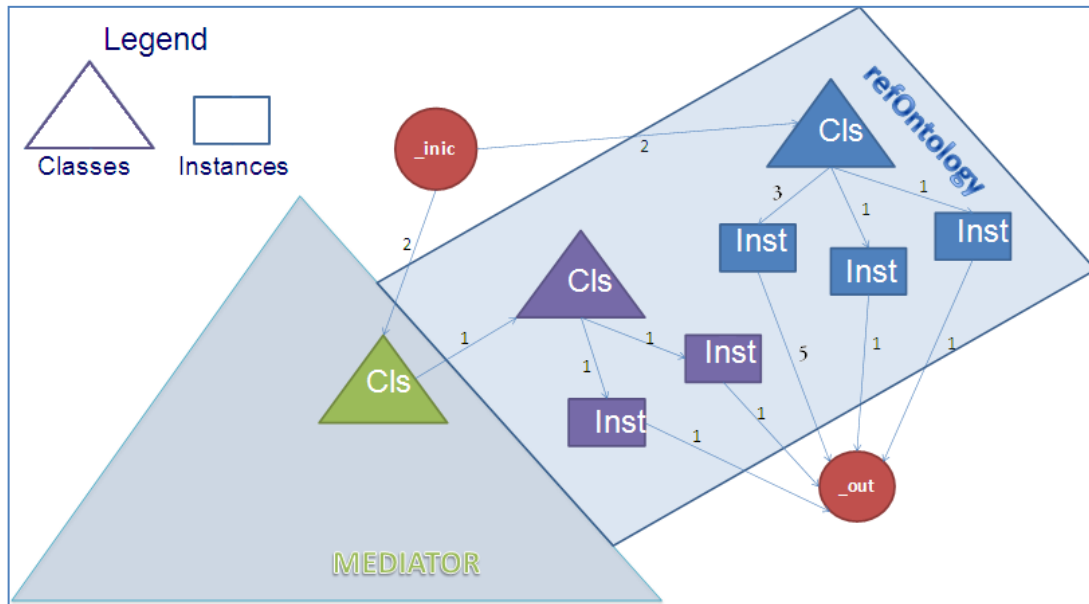 Legend
Classes
Instances
_inic
2
2
refOntology
Cls
3
1
1
Inst
Inst
Inst
Cls
1
1
1
Inst
Inst
Cls
5
1
1
1
1
_out
MEDIATOR